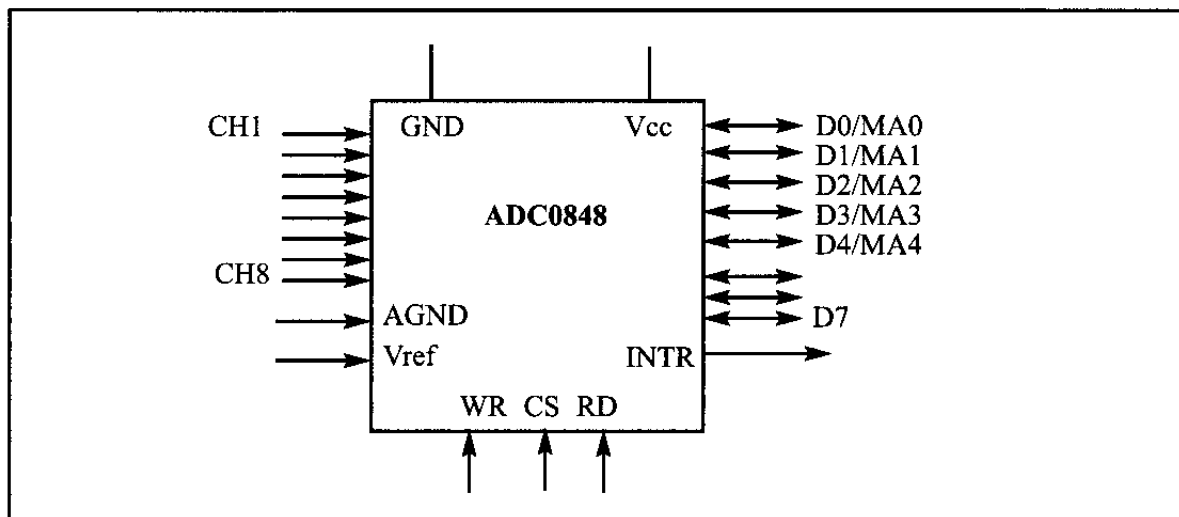 GND
Vcc
CH1
D0/MA0
D1/MA1
D2/MA2
D3/MA3
ADC0848
D4/MA4
CH8
AGND
D7
Vref
INTR
WR CS RD